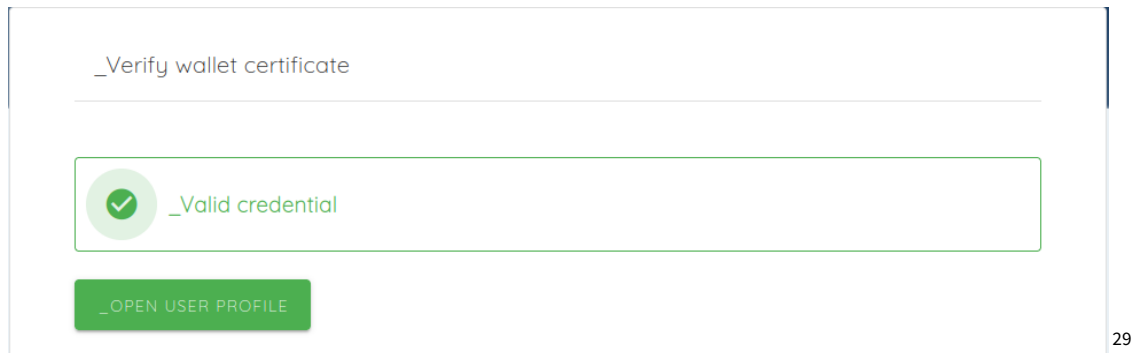 _Verify wallet certificate
_Valid credential
_OPEN USER PROFILE
29